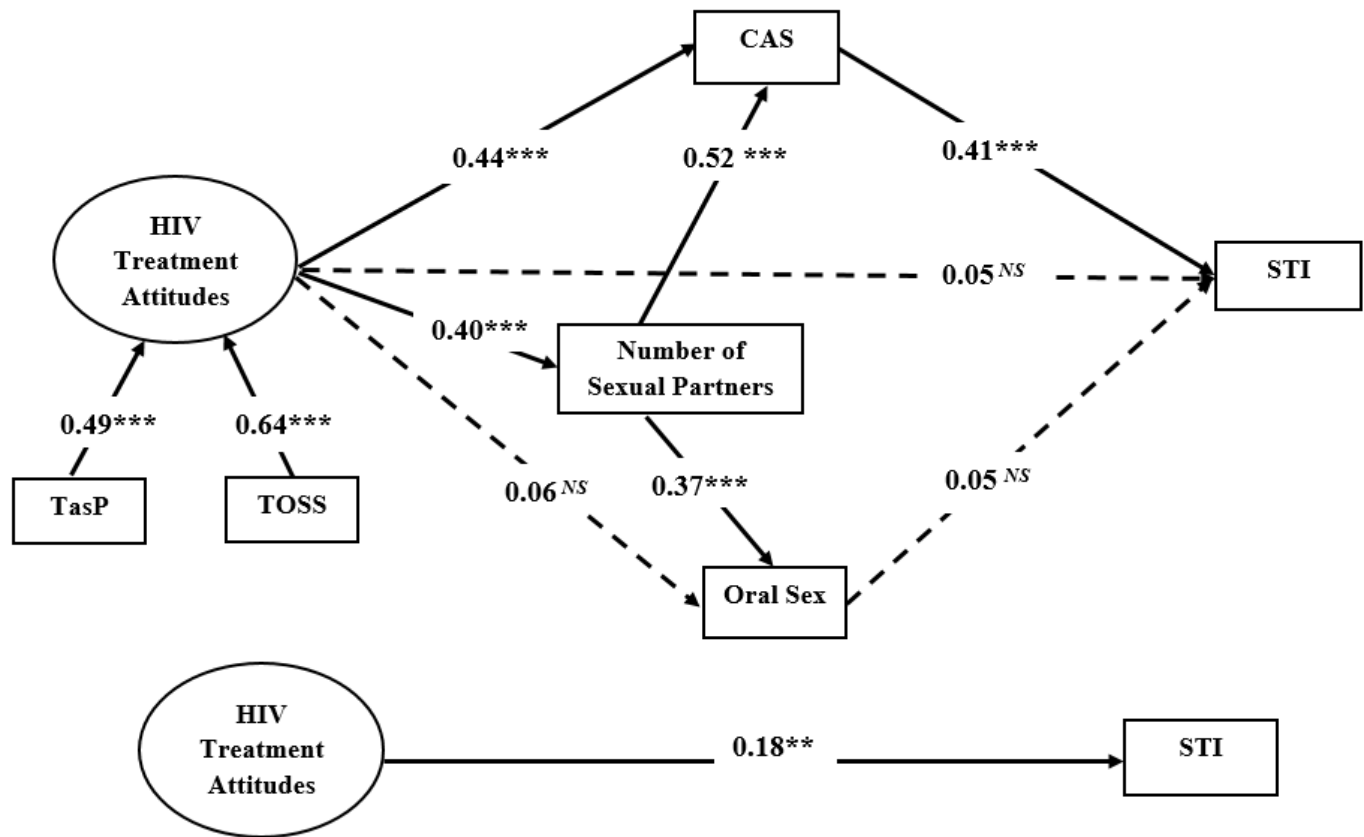 CAS
0.44***
0.52 ***
0.41***
HIV
Treatment
Attitudes
0.05 NS
STI
0.40***
Number of
Sexual Partners
0.49***
0.64***
TasP
TOSS
0.06 NS
0.37***
0.05 NS
Oral Sex
HIV
Treatment
Attitudes
0.18**
STI